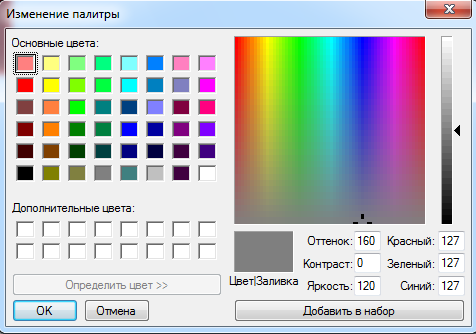 Изменение палитры
Основные цвета:
Дополнительные цвета:
Определить цвет >>
OK Отмена
Цвет|Заливка
Оттенок: 160 Красный: 127
Контраст: 0 Зеленый: 127
Яркость: 120 Синий: 127
Добавить в набор